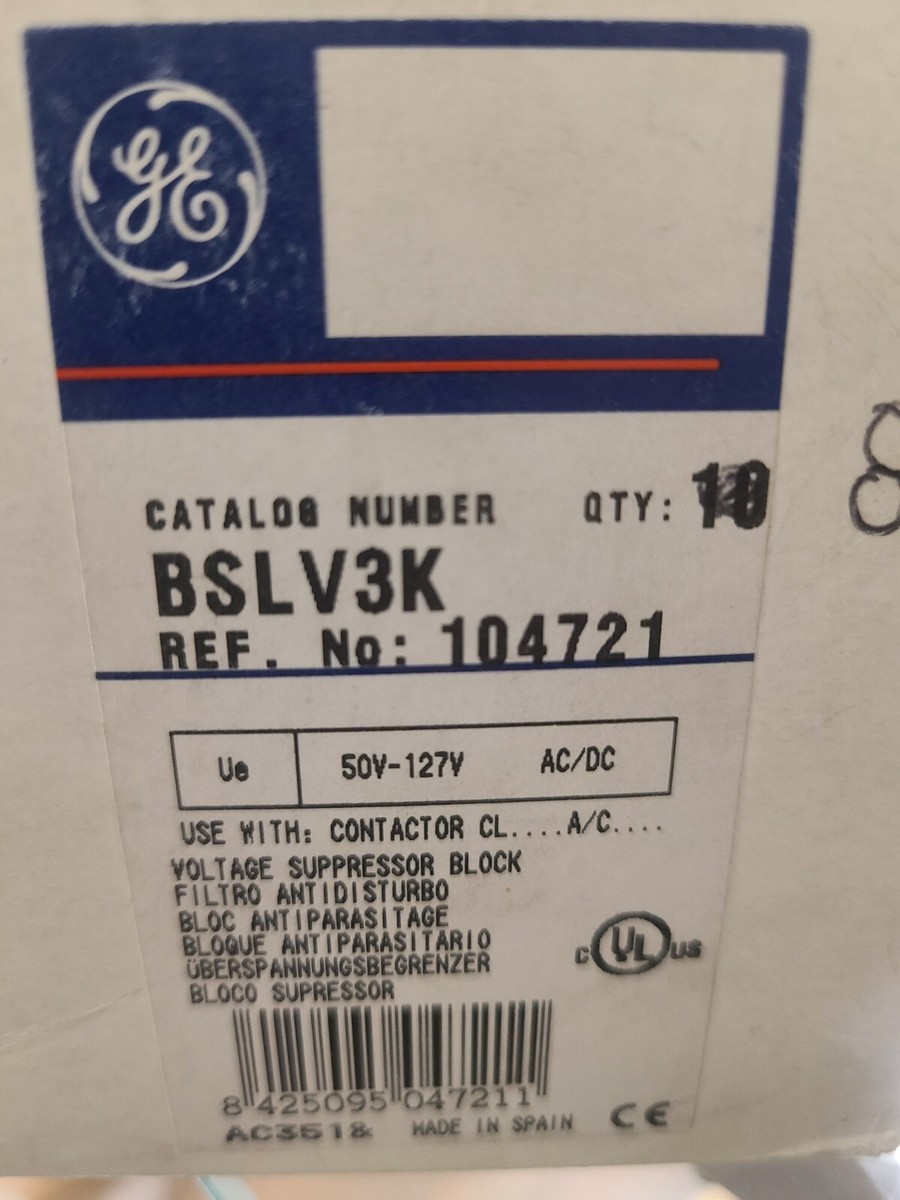 GE
CATALOG NUMBER QTY: 10
8
BSLV3K
REF. No: 104721
Ue 50V-127V AC/DC
USE WITH: CONTACTOR CL....A/C....
VOLTAGE SUPPRESSOR BLOCK
FILTRO ANTIDISTURBO
BLOC ANTIPARASITAGE
BLOQUE ANTIPARASITARIO
ÜBERSPANNUNGSBEGRENZER
BLOCO SUPRESSOR
C UL US
8 425095 047211
MADE IN SPAIN CE